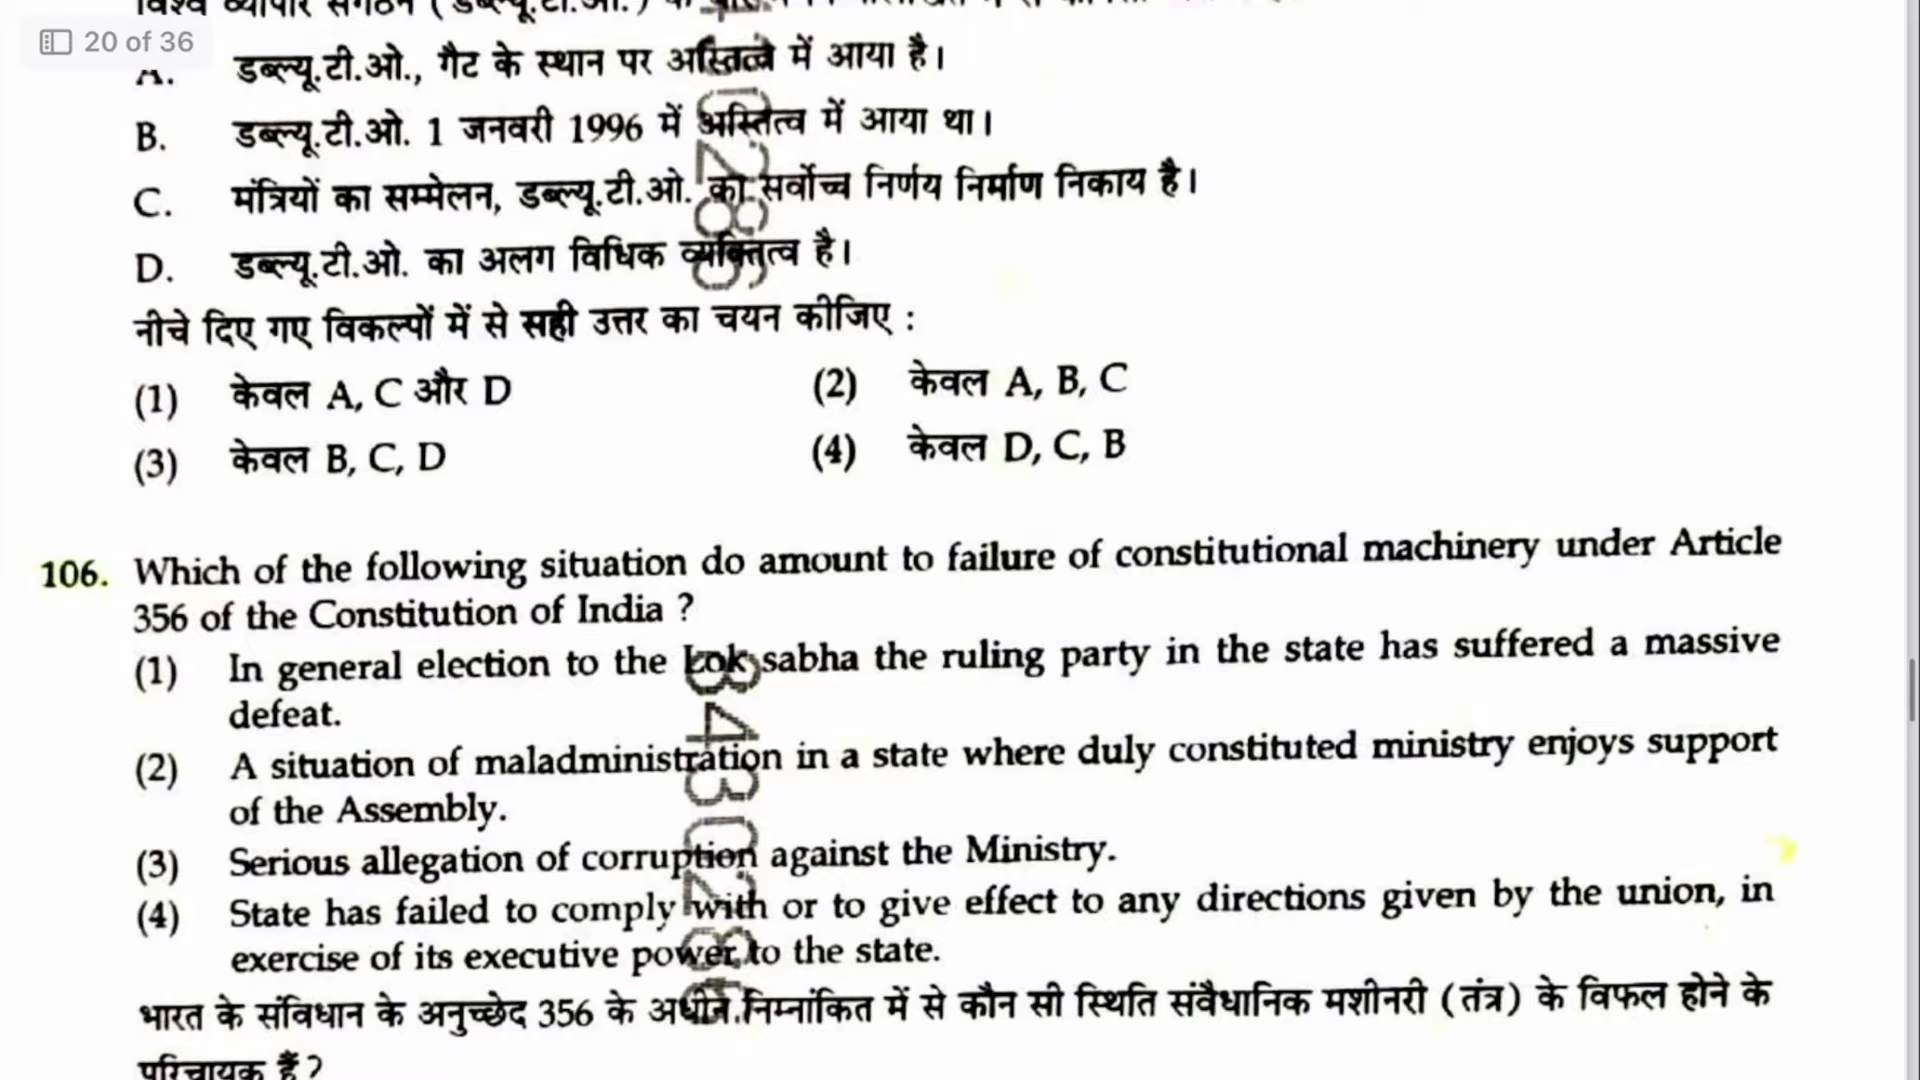 विश्व व्यापार संगठन (डब्ल्यू.टी.ओ.) के
20 of 36
A. डब्ल्यू.टी.ओ., गैट के स्थान पर अस्तित्व में आया है।
B. डब्ल्यू.टी.ओ. 1 जनवरी 1996 में अस्तित्व में आया था।
C. मंत्रियों का सम्मेलन, डब्ल्यू.टी.ओ. का सर्वोच्च निर्णय निर्माण निकाय है।
D. डब्ल्यू.टी.ओ. का अलग विधिक व्यक्तित्व है।
नीचे दिए गए विकल्पों में से सही उत्तर का चयन कीजिए :
(1) केवल A, C और D (2) केवल A, B, C
(3) केवल B, C, D (4) केवल D, C, B
106. Which of the following situation do amount to failure of constitutional machinery under Article
356 of the Constitution of India ?
(1) In general election to the Lok sabha the ruling party in the state has suffered a massive
defeat.
(2) A situation of maladministration in a state where duly constituted ministry enjoys support
of the Assembly.
(3) Serious allegation of corruption against the Ministry.
(4) State has failed to comply with or to give effect to any directions given by the union, in
exercise of its executive power to the state.
भारत के संविधान के अनुच्छेद 356 के अधीन निम्नांकित में से कौन सी स्थिति संवैधानिक मशीनरी (तंत्र) के विफल होने के
परिचायक हैं ?